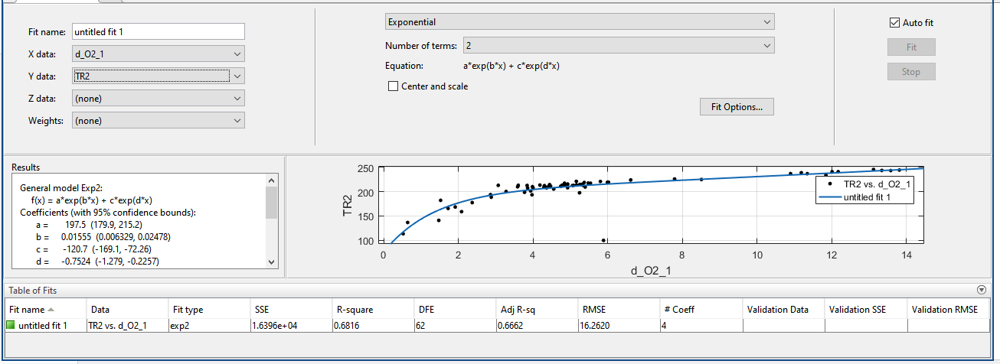 Fit name: untitled fit 1
X data: d_O2_1
Y data: TR2
Z data: (none)
Weights: (none)
Exponential
Number of terms: 2
Equation: a*exp(b*x) + c*exp(d*x)
Center and scale
Fit Options...
Auto fit
Fit
Stop
Results
General model Exp2:
f(x) = a*exp(b*x) + c*exp(d*x)
Coefficients (with 95% confidence bounds):
a = 197.5 (179.9, 215.2)
b = 0.01555 (0.006329, 0.02478)
c = -120.7 (-169.1, -72.26)
d = -0.7524 (-1.279, -0.2257)
250
200
150
100
TR2
TR2 vs. d_O2_1
untitled fit 1
0 2 4 6 8 10 12 14
d_O2_1
Table of Fits
Fit name Data Fit type SSE R-square DFE Adj R-sq RMSE # Coeff Validation Data Validation SSE Validation RMSE
untitled fit 1 TR2 vs. d_O2_1 exp2 1.6396e+04 0.6816 62 0.6662 16.2620 4